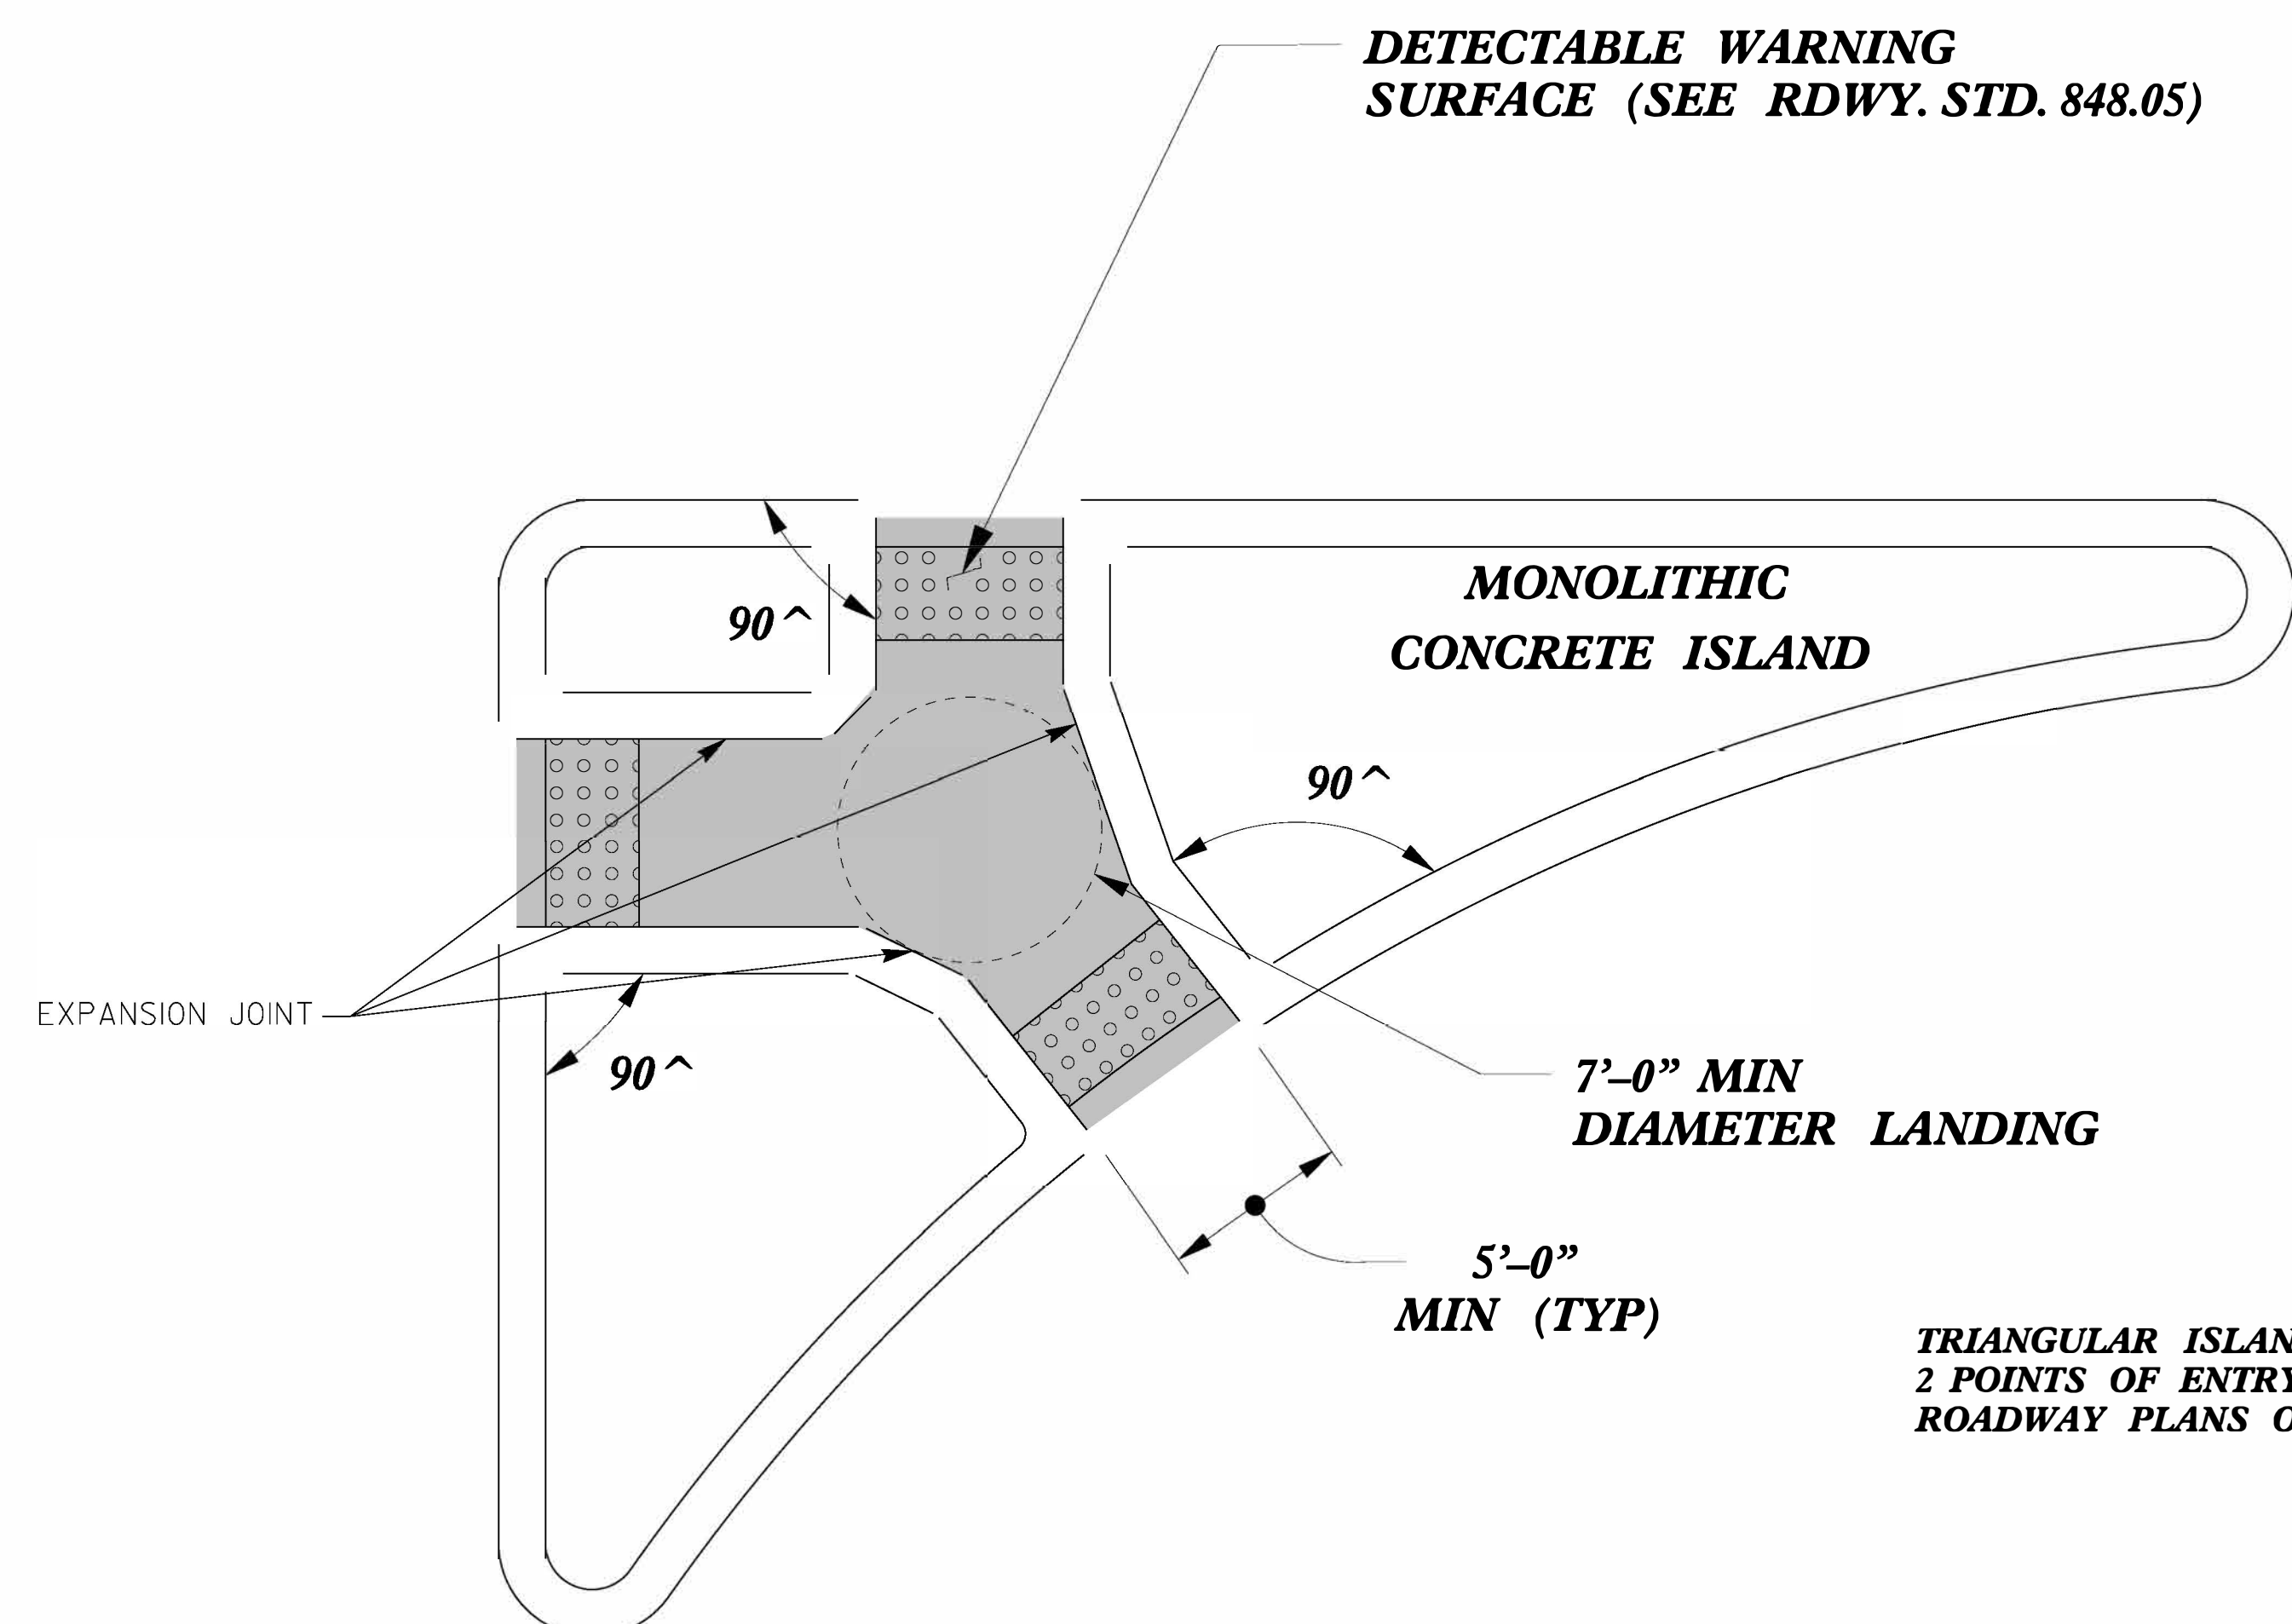 DETECTABLE WARNING
SURFACE (SEE RDWY. STD. 848.05)
MONOLITHIC
CONCRETE ISLAND
90^
90^
EXPANSION JOINT
90^
7'–0" MIN
DIAMETER LANDING
5'–0"
MIN (TYP)
TRIANGULAR
2 POINTS OF ENTRY
ROADWAY PLANS